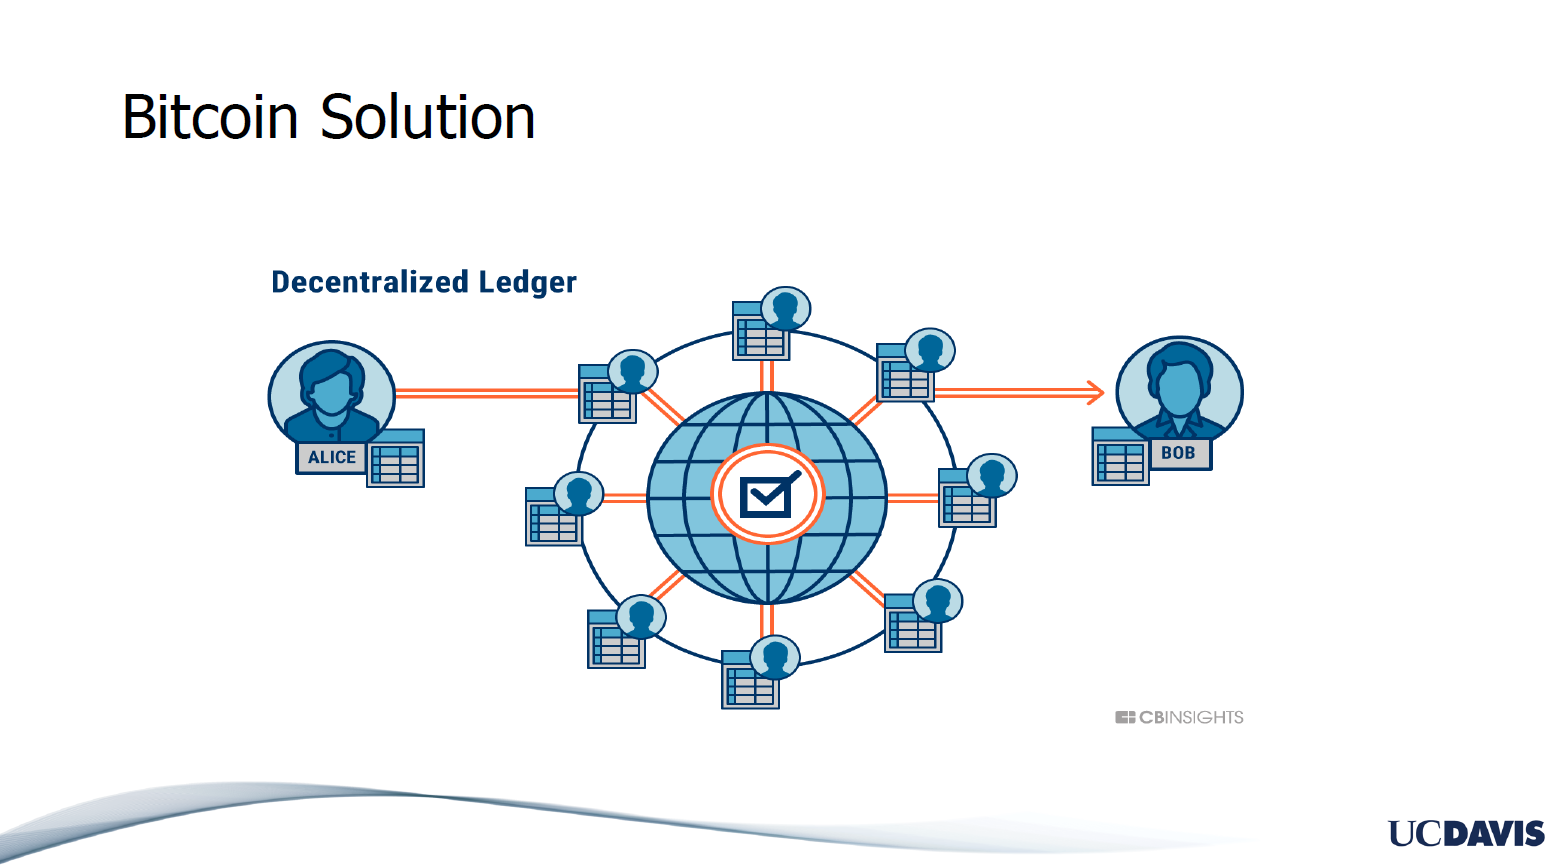 Bitcoin Solution
Decentralized Ledger
ALICE
BOB
CBINSIGHTS
UCDAVIS